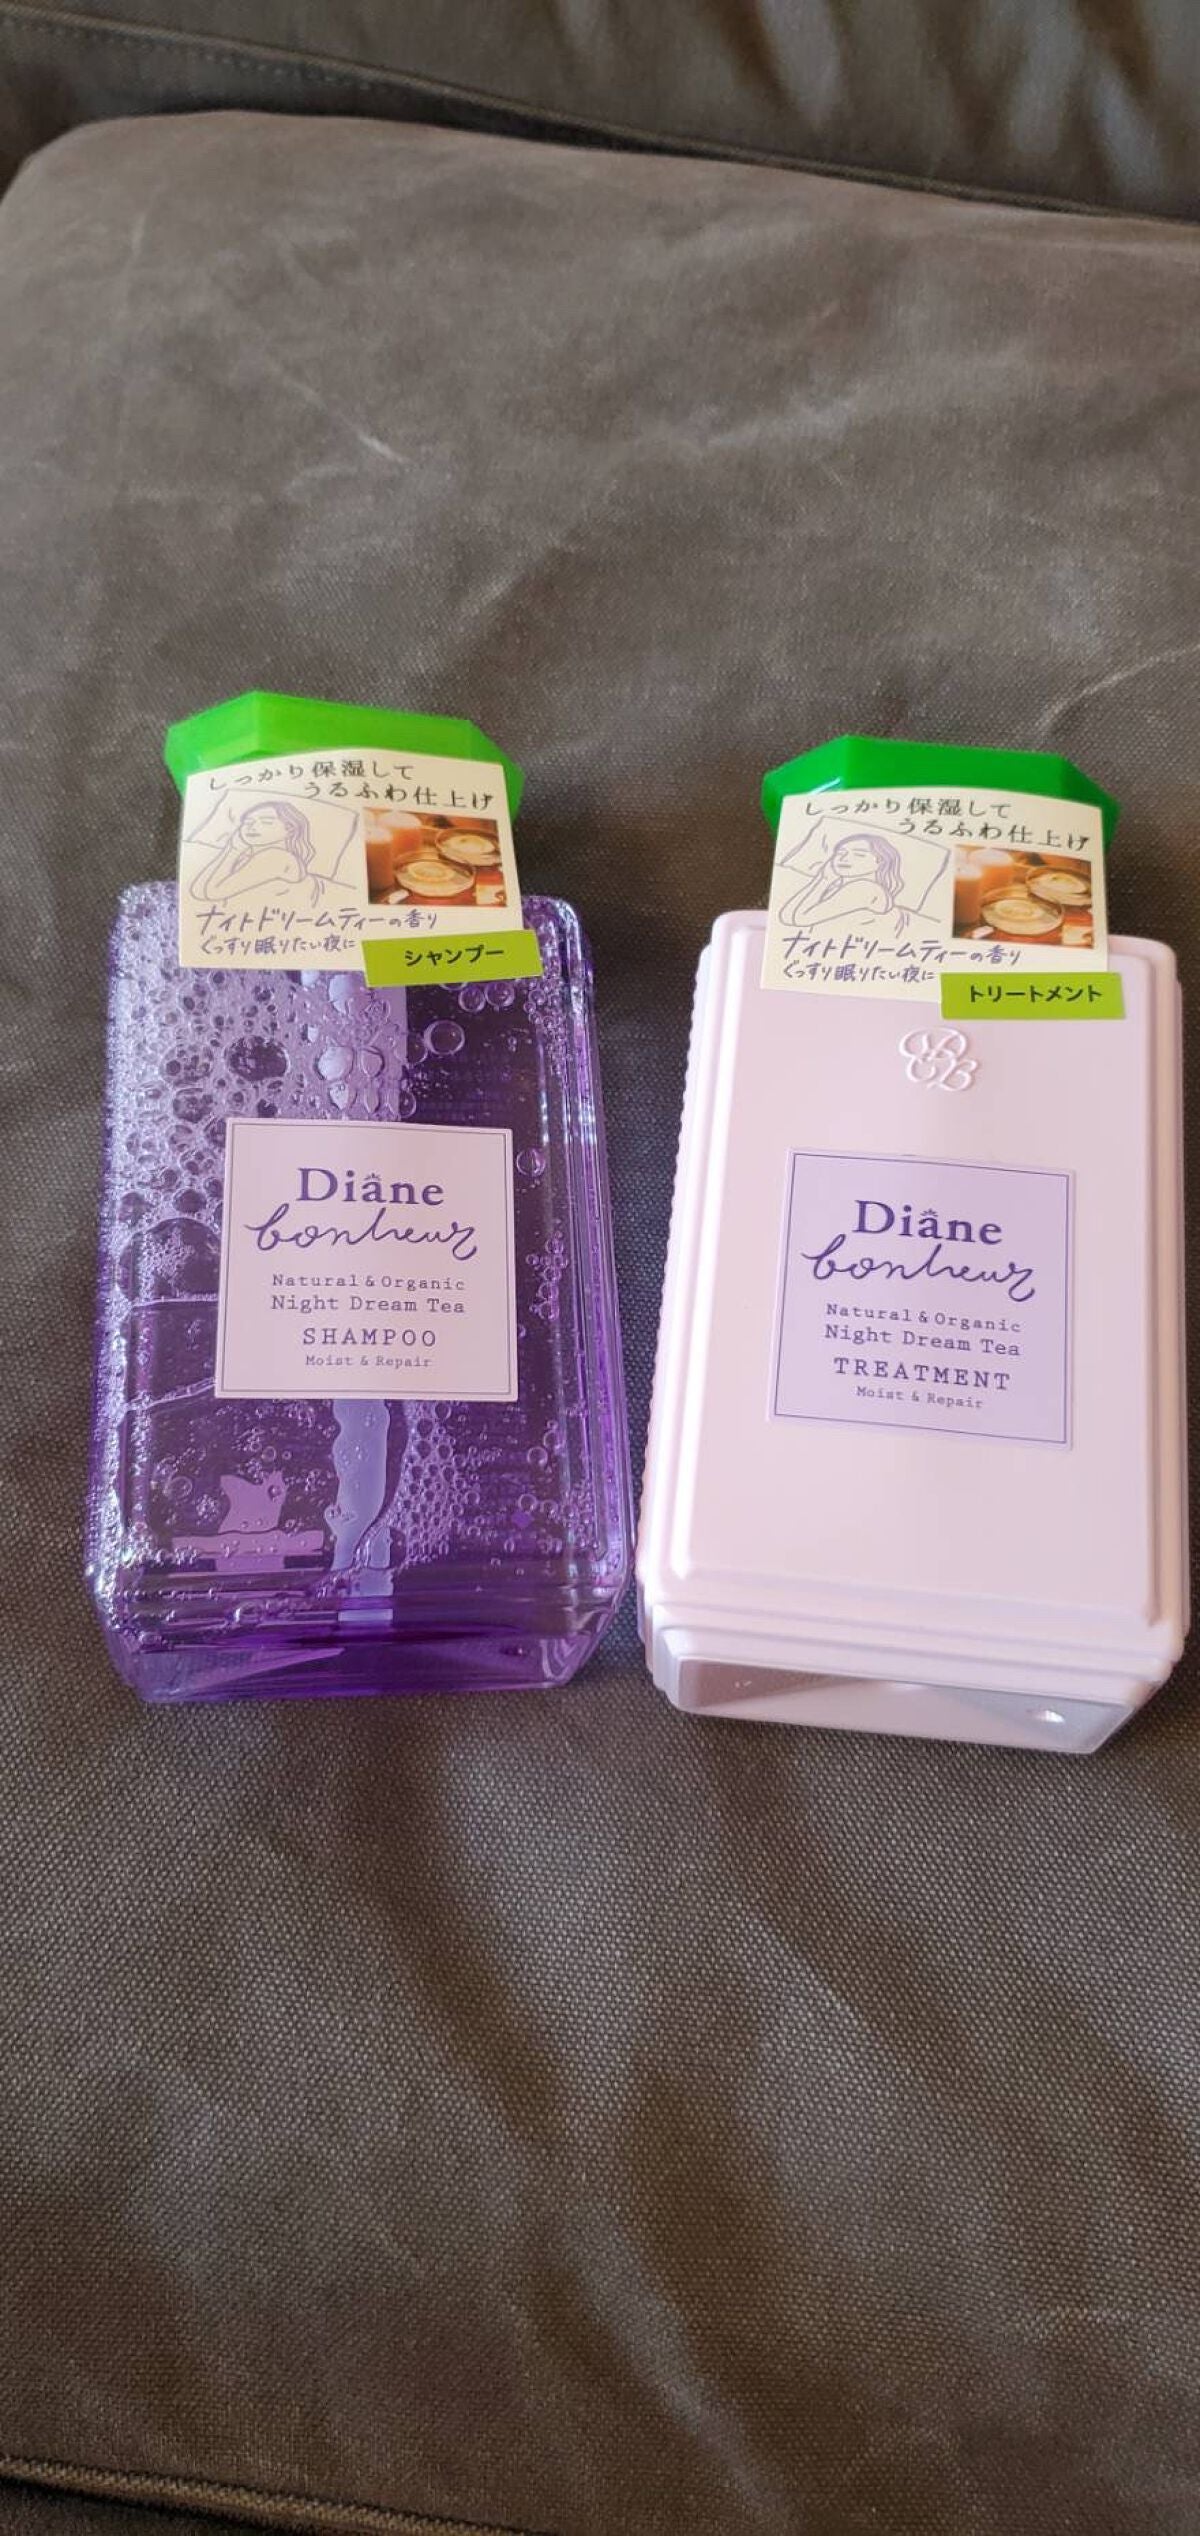 しっかり保湿して
うるふわ仕上げ
ナイトドリームティーの香り
ぐっすり眠りたい夜に
シャンプー
Diane
bonheur
Natural & Organic
Night Dream Tea
SHAMPOO
Moist & Repair
しっかり保湿して
うるふわ仕上げ
ナイトドリームティーの香り
ぐっすり眠りたい夜に
トリートメント
Diane
bonheur
Natural & Organic
Night Dream Tea
TREATMENT
Moist & Repair